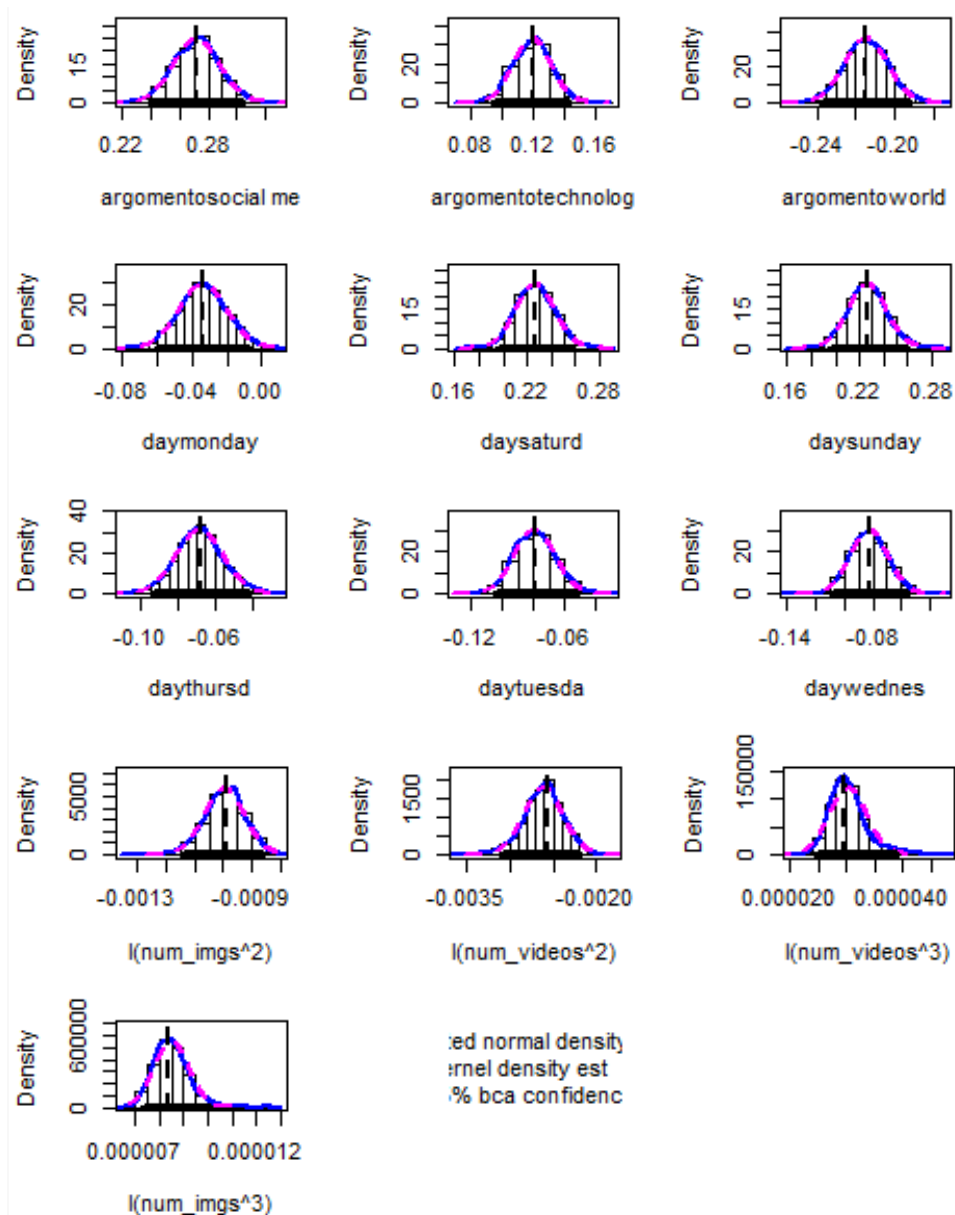 Density
15
0
0.22 0.28
argomentosocial me
Density
20
0
0.08 0.12 0.16
argomentotechnolog
Density
20
0
-0.24 -0.20
argomentoworld
Density
20
0
-0.08 -0.04 0.00
daymonday
Density
15
0
0.16 0.22 0.28
daysaturd
Density
15
0
0.16 0.22 0.28
daysunday
Density
40
20
0
-0.10 -0.06
daythursd
Density
20
0
-0.12 -0.06
daytuesda
Density
20
0
-0.14 -0.08
daywednes
Density
5000
0
-0.0013 -0.0009
I(num_imgs^2)
Density
1500
0
-0.0035 -0.0020
I(num_videos^2)
Density
150000
0
0.000020 0.000040
I(num_videos^3)
Density
600000
0
0.000007 0.000012
I(num_imgs^3)
ted normal density
ernel density est
% bca confidenc